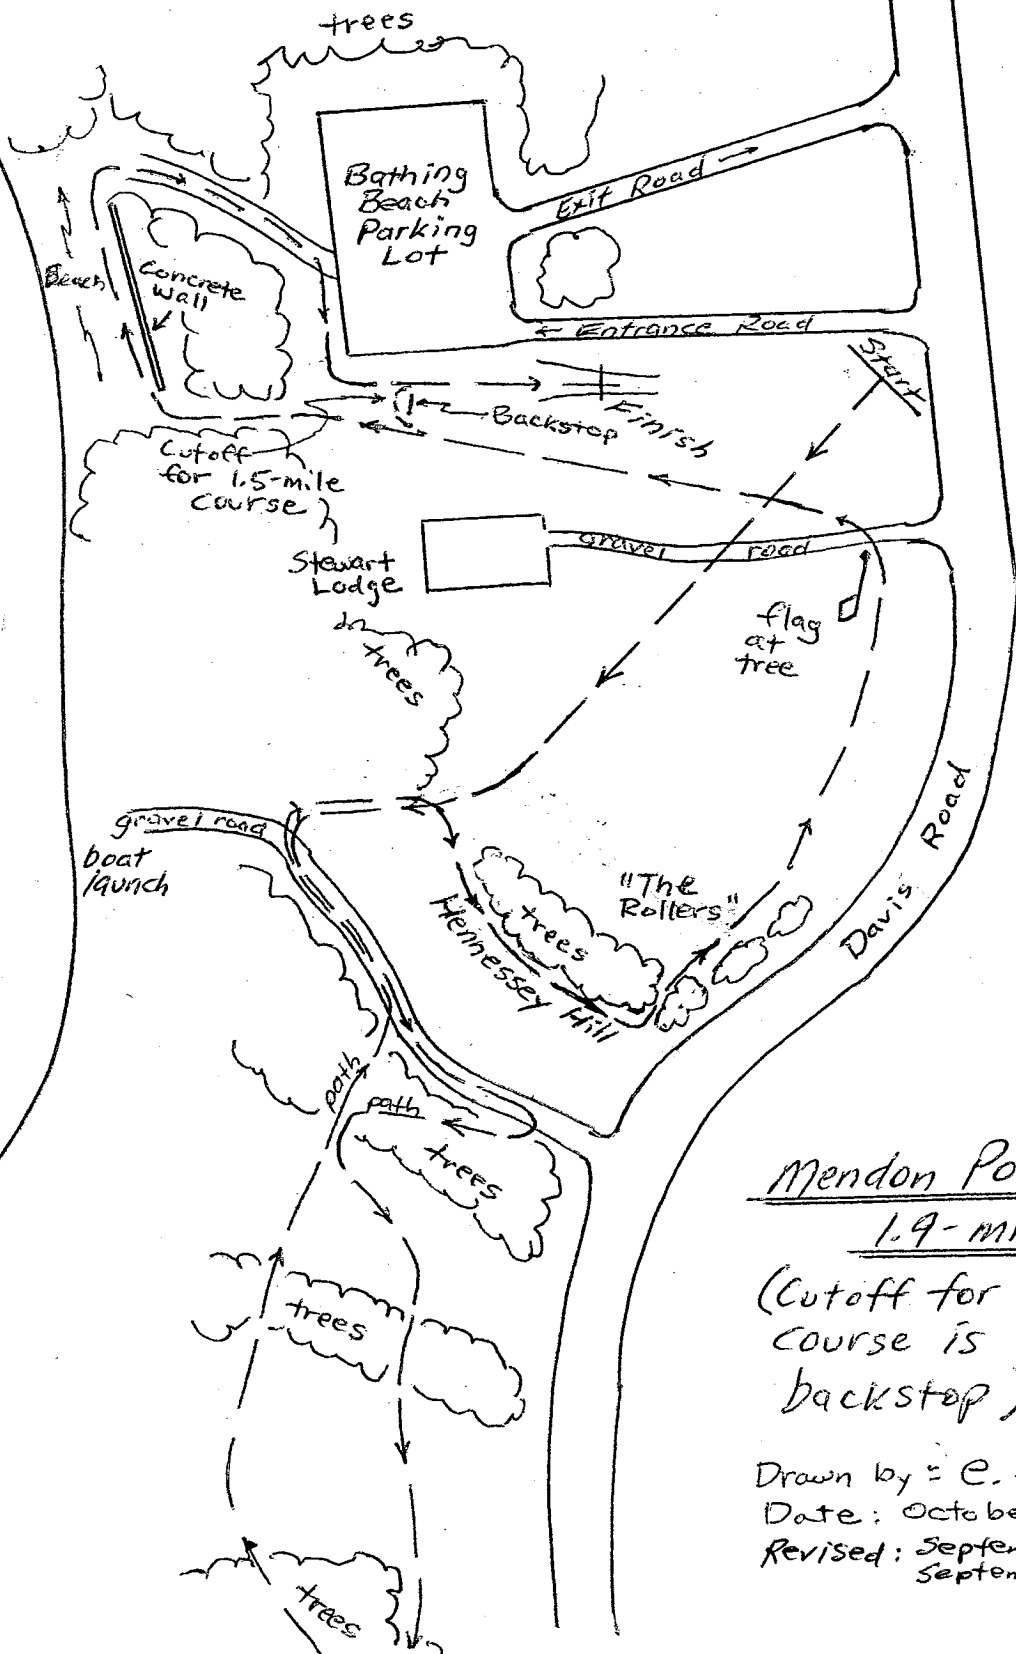 trees
Bathing
Beach
Parking
Lot
Exit Road
Beach
Concrete
Wall
← Entrance Road
Start
Backstop
Finish
Cutoff
for 1.5-mile
course
Stewart
Lodge
gravel road
flag
at
tree
trees
gravel road
boat
launch
"The
Rollers"
trees
Hennessey Hill
Davis Road
path
path
trees
Mendon Po
1.9-mi
(Cutoff for
course is
backstop)
trees
Drawn by: e.
Date: Octobe
Revised: Septem
Septem
trees